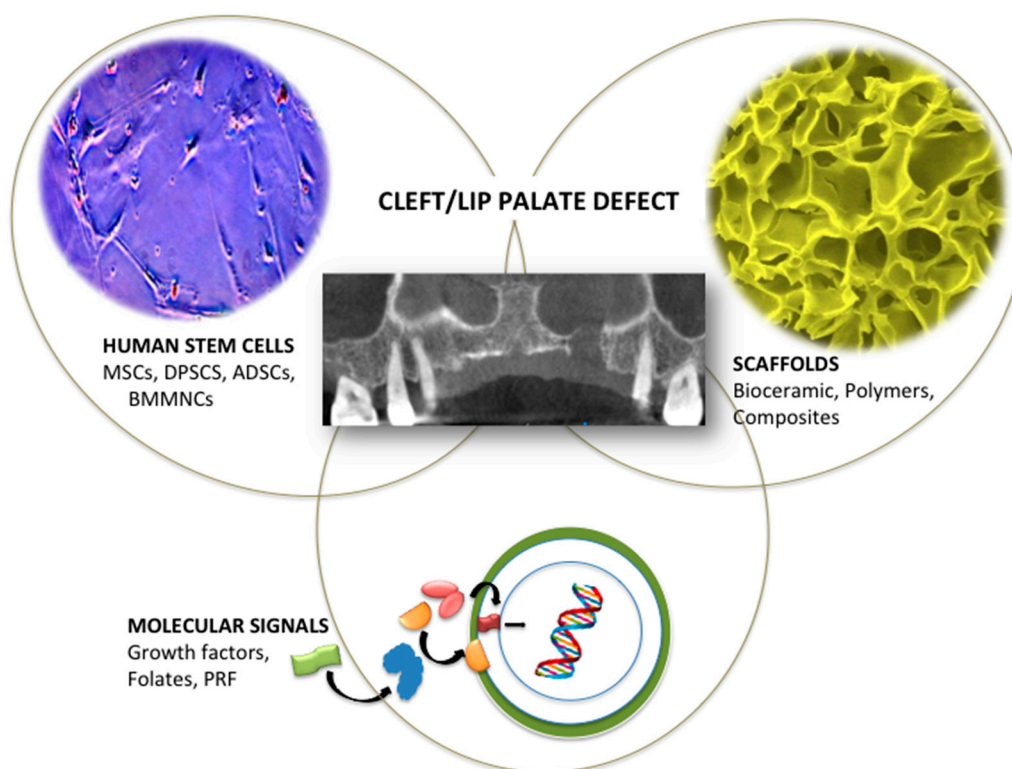 CLEFT/LIP PALATE DEFECT
HUMAN STEM CELLS
MSCs, DPSCS, ADSCs,
BMMNCs
SCAFFOLDS
Bioceramic, Polymers,
Composites
MOLECULAR SIGNALS
Growth factors,
Folates, PRF